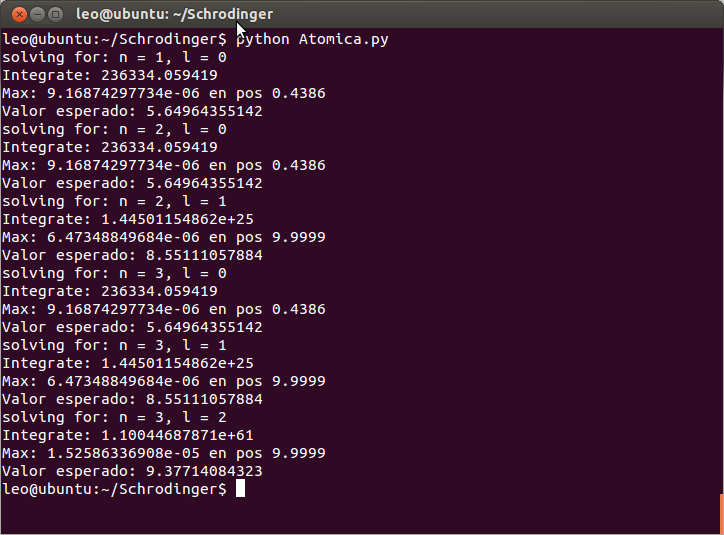 leo@ubuntu: ~/Schrodinger
leo@ubuntu:~/Schrodinger$ python Atomica.py
solving for: n = 1, l = 0
Integrate: 236334.059419
Max: 9.16874297734e-06 en pos 0.4386
Valor esperado: 5.64964355142
solving for: n = 2, l = 0
Integrate: 236334.059419
Max: 9.16874297734e-06 en pos 0.4386
Valor esperado: 5.64964355142
solving for: n = 2, l = 1
Integrate: 1.44501154862e+25
Max: 6.47348849684e-06 en pos 9.9999
Valor esperado: 8.55111057884
solving for: n = 3, l = 0
Integrate: 236334.059419
Max: 9.16874297734e-06 en pos 0.4386
Valor esperado: 5.64964355142
solving for: n = 3, l = 1
Integrate: 1.44501154862e+25
Max: 6.47348849684e-06 en pos 9.9999
Valor esperado: 8.55111057884
solving for: n = 3, l = 2
Integrate: 1.10044687871e+61
Max: 1.52586336908e-05 en pos 9.9999
Valor esperado: 9.37714084323
leo@ubuntu:~/Schrodinger$